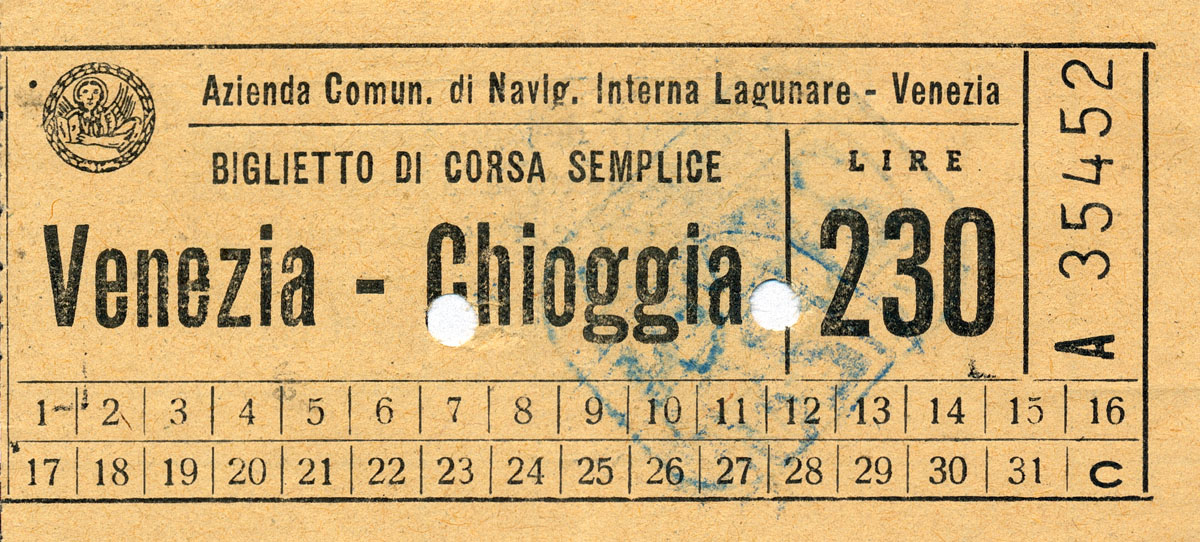 Azienda Comun. di Navig. Interna Lagunare - Venezia
BIGLIETTO DI CORSA SEMPLICE
LIRE
Venezia - Chioggia
230
A 35452
1 2 3 4 5 6 7 8 9 10 11 12 13 14 15 16
17 18 19 20 21 22 23 24 25 26 27 28 29 30 31 C